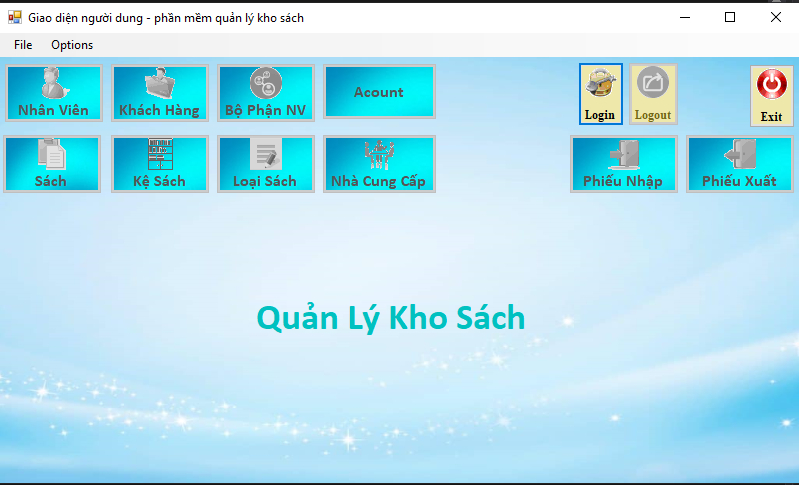 Giao diện người dung - phần mềm quản lý kho sách
File Options
Nhân Viên Khách Hàng Bộ Phận NV Acount Login Logout Exit
Sách Kệ Sách Loại Sách Nhà Cung Cấp Phiếu Nhập Phiếu Xuất
Quản Lý Kho Sách